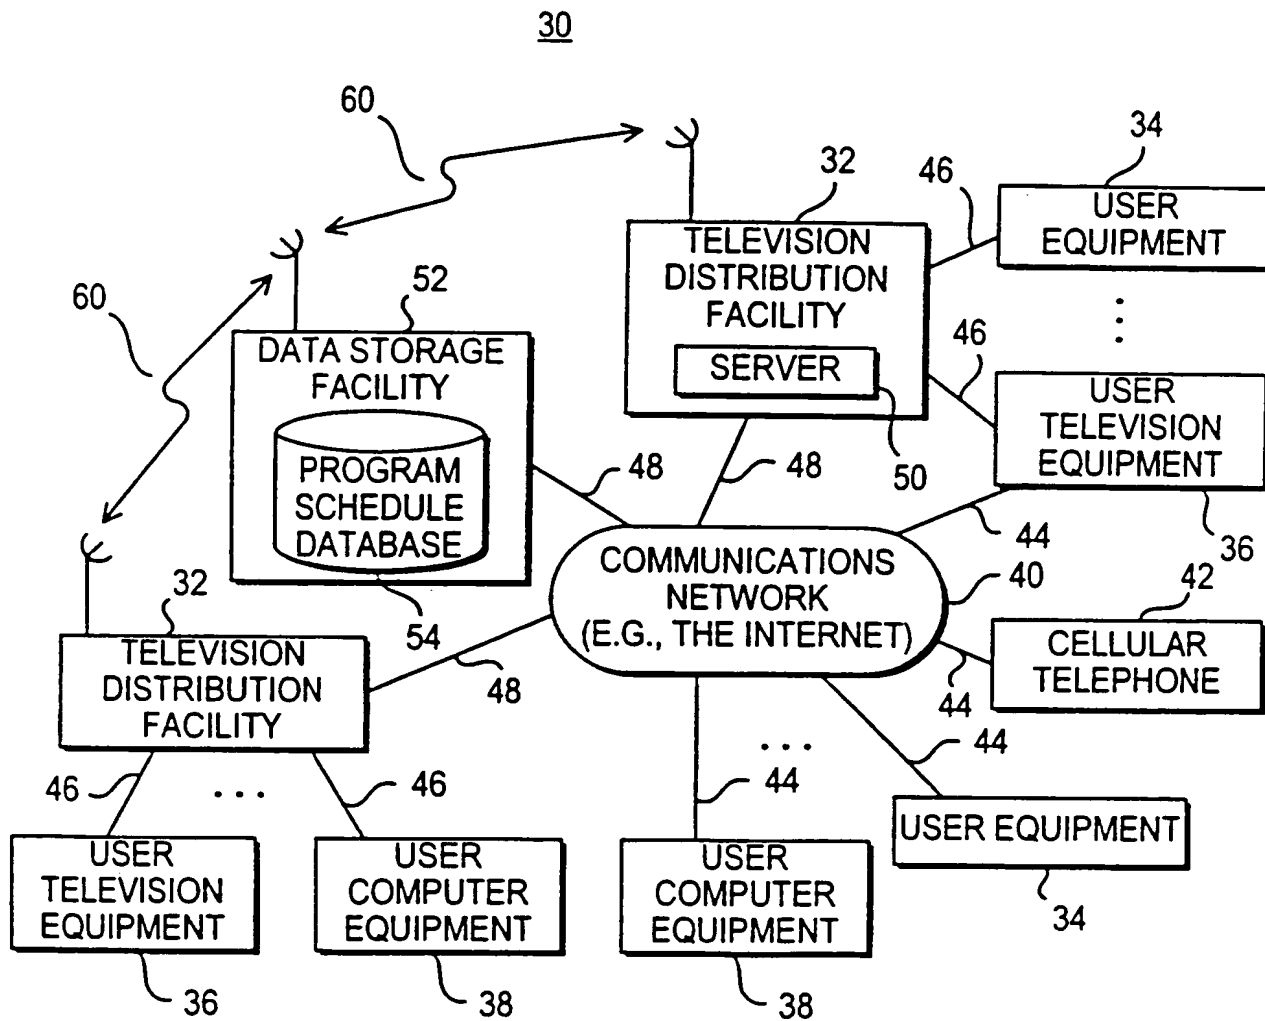 30
60
34
32
46
USER
EQUIPMENT
TELEVISION
DISTRIBUTION
FACILITY
SERVER
50
60
52
DATA STORAGE
FACILITY
PROGRAM
SCHEDULE
DATABASE
54
...
46
USER
TELEVISION
EQUIPMENT
36
48
48
44
COMMUNICATIONS
NETWORK
(E.G., THE INTERNET)
40
42
CELLULAR
TELEPHONE
44
32
TELEVISION
DISTRIBUTION
FACILITY
48
46
...
46
44
...
44
USER EQUIPMENT
34
USER
TELEVISION
EQUIPMENT
36
USER
COMPUTER
EQUIPMENT
38
USER
COMPUTER
EQUIPMENT
38